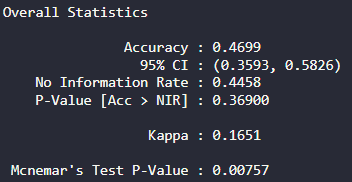 Overall Statistics
Accuracy : 0.4699
95% CI : (0.3593, 0.5826)
No Information Rate : 0.4458
P-Value [Acc > NIR] : 0.36900
Kappa : 0.1651
Mcnemar's Test P-Value : 0.00757